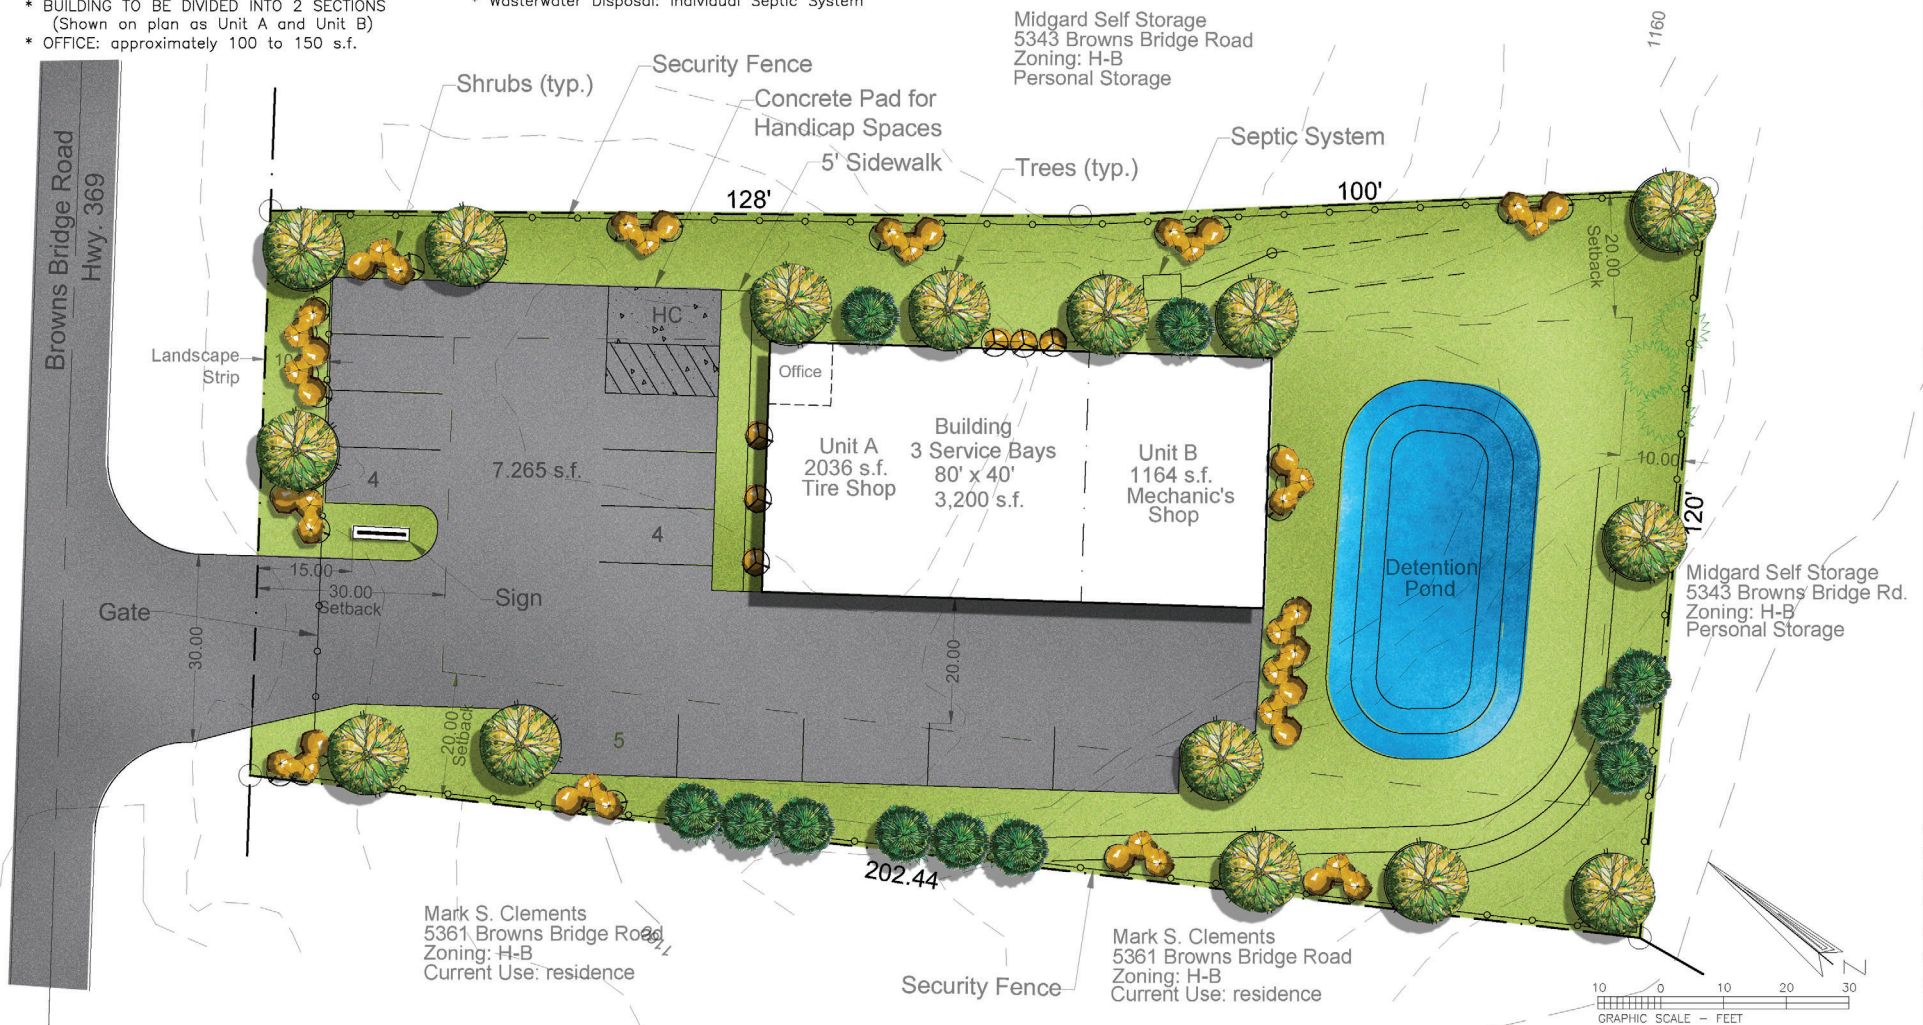 * BUILDING TO BE DIVIDED INTO 2 SECTIONS
(Shown on plan as Unit A and Unit B)
* OFFICE: approximately 100 to 150 s.f.
* Wasterwater Disposal: Individual Septic System
Midgard Self Storage
5343 Browns Bridge Road
Zoning: H-B
Personal Storage
1160
Shrubs (typ.)
Security Fence
Concrete Pad for
Handicap Spaces
5' Sidewalk
Trees (typ.)
Septic System
Browns Bridge Road
Hwy. 369
128'
100'
20.00
Setback
HC
Landscape
Strip
10
Office
Unit A
2036 s.f.
Tire Shop
Building
3 Service Bays
80' x 40'
3,200 s.f.
Unit B
1164 s.f.
Mechanic's
Shop
7.265 s.f.
4
4
10.00
120'
Detention
Pond
15.00
30.00
Setback
Sign
Gate
30.00
20.00
20.00
Setback
5
Midgard Self Storage
5343 Browns Bridge Rd.
Zoning: H-B
Personal Storage
202.44
Mark S. Clements
5361 Browns Bridge Road
Zoning: H-B
Current Use: residence
Security Fence
Mark S. Clements
5361 Browns Bridge Road
Zoning: H-B
Current Use: residence
N
10 0 10 20 30
GRAPHIC SCALE – FEET